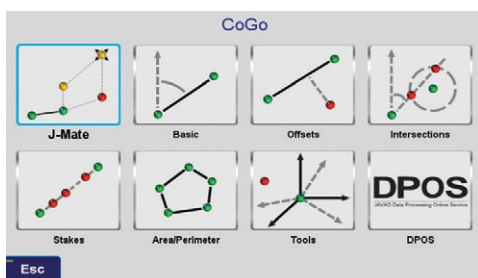 CoGo
J-Mate
Basic
Offsets
Intersections
Stakes
Area/Perimeter
Tools
DPOS
JAVAD Data Processing Online Service
DPOS
Esc